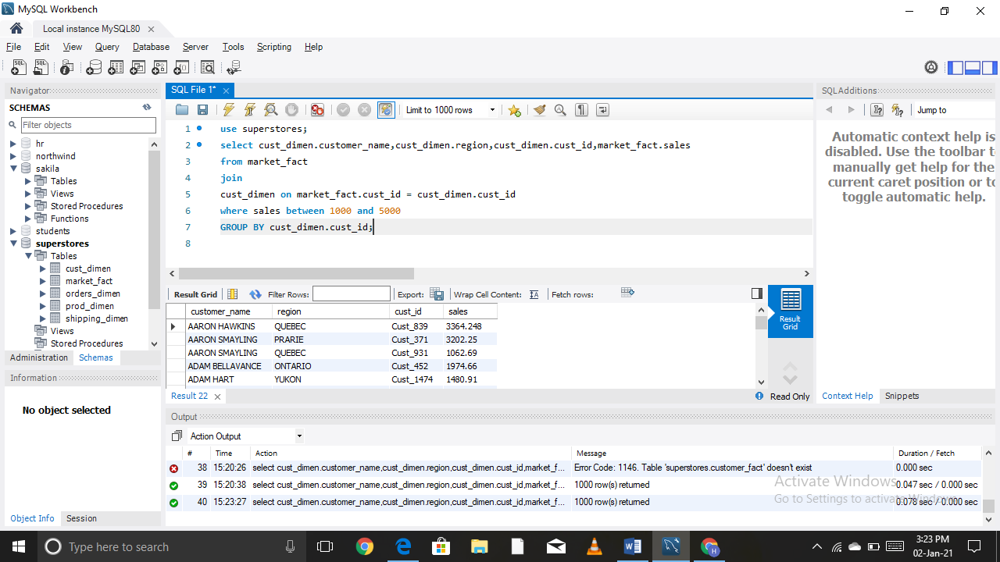 MySQL Workbench
Local instance MySQL80
File Edit View Query Database Server Tools Scripting Help
Navigator
SCHEMAS
Filter objects
hr
northwind
sakila
Tables
Views
Stored Procedures
Functions
students
superstores
Tables
cust_dimen
market_fact
orders_dimen
prod_dimen
shipping_dimen
Views
Stored Procedures
Administration Schemas
Information
No object selected
Object Info Session
SQL File 1*
Limit to 1000 rows
1 use superstores;
2 select cust_dimen.customer_name,cust_dimen.region,cust_dimen.cust_id,market_fact.sales
3 from market_fact
4 join
5 cust_dimen on market_fact.cust_id = cust_dimen.cust_id
6 where sales between 1000 and 5000
7 GROUP BY cust_dimen.cust_id;
8
Result Grid Filter Rows: Export: Wrap Cell Content: Fetch rows:
customer_name region cust_id sales
AARON HAWKINS QUEBEC Cust_839 3364.248
AARON SMAYLING PRARIE Cust_371 3202.25
AARON SMAYLING QUEBEC Cust_931 1062.69
ADAM BELLAVANCE ONTARIO Cust_452 1974.66
ADAM HART YUKON Cust_1474 1480.91
Result Grid
Result 22
Read Only
SQLAdditions
Jump to
Automatic context help is
disabled. Use the toolbar t
manually get help for the
current caret position or to
toggle automatic help.
Context Help Snippets
Output
Action Output
# Time Action Message Duration / Fetch
38 15:20:26 select cust_dimen.customer_name,cust_dimen.region,cust_dimen.cust_id,market_f... Error Code: 1146. Table 'superstores.customer_fact' doesn't exist 0.000 sec
39 15:20:38 select cust_dimen.customer_name,cust_dimen.region,cust_dimen.cust_id,market_f... 1000 row(s) returned 0.047 sec / 0.000 sec
40 15:23:27 select cust_dimen.customer_name,cust_dimen.region,cust_dimen.cust_id,market_f... 1000 row(s) returned 0.078 sec / 0.000 sec
Activate Windows
Go to Settings to activate Windows.
Type here to search
3:23 PM
02-Jan-21